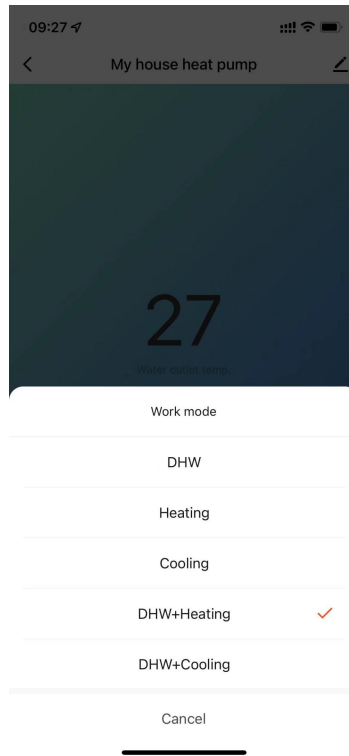 09:27
My house heat pump
27
Water outlet temp.
Work mode
DHW
Heating
Cooling
DHW+Heating
DHW+Cooling
Cancel